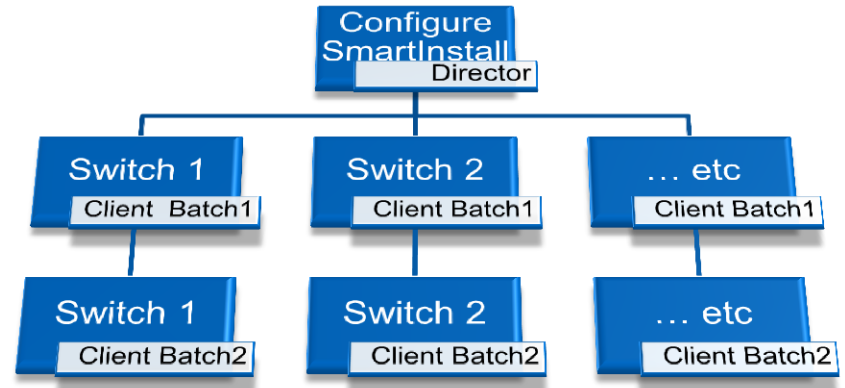 Configure
SmartInstall
Director
Switch 1
Client Batch1
Switch 2
Client Batch1
... etc
Client Batch1
Switch 1
Client Batch2
Switch 2
Client Batch2
... etc
Client Batch2